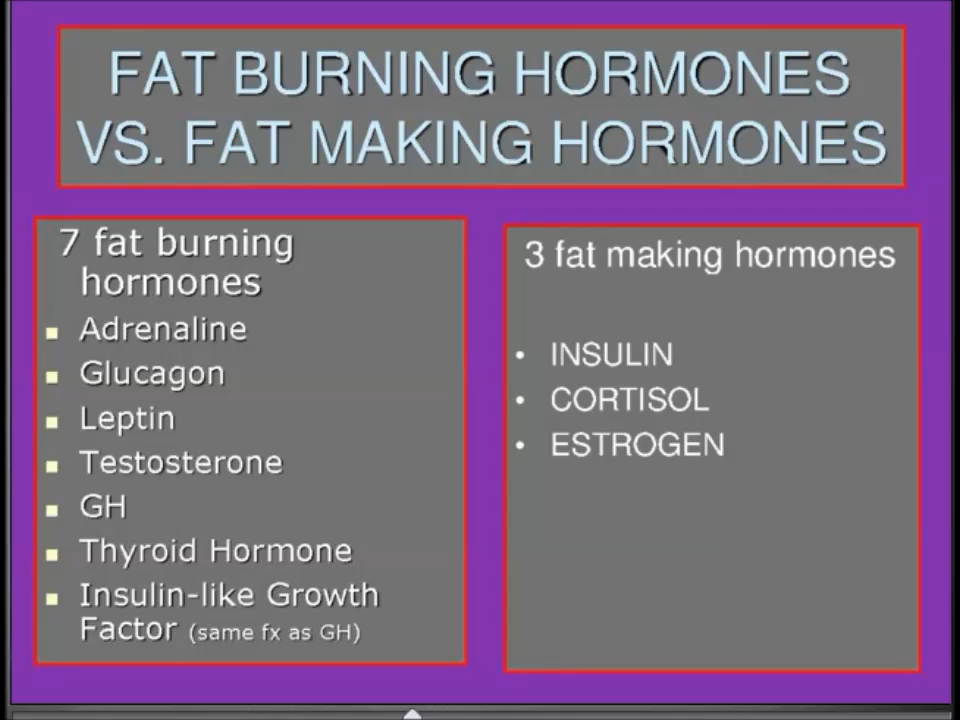 FAT BURNING HORMONES
VS. FAT MAKING HORMONES
7 fat burning
hormones
Adrenaline
Glucagon
Leptin
Testosterone
GH
Thyroid Hormone
Insulin-like Growth
Factor (same fx as GH)
3 fat making hormones
INSULIN
CORTISOL
ESTROGEN